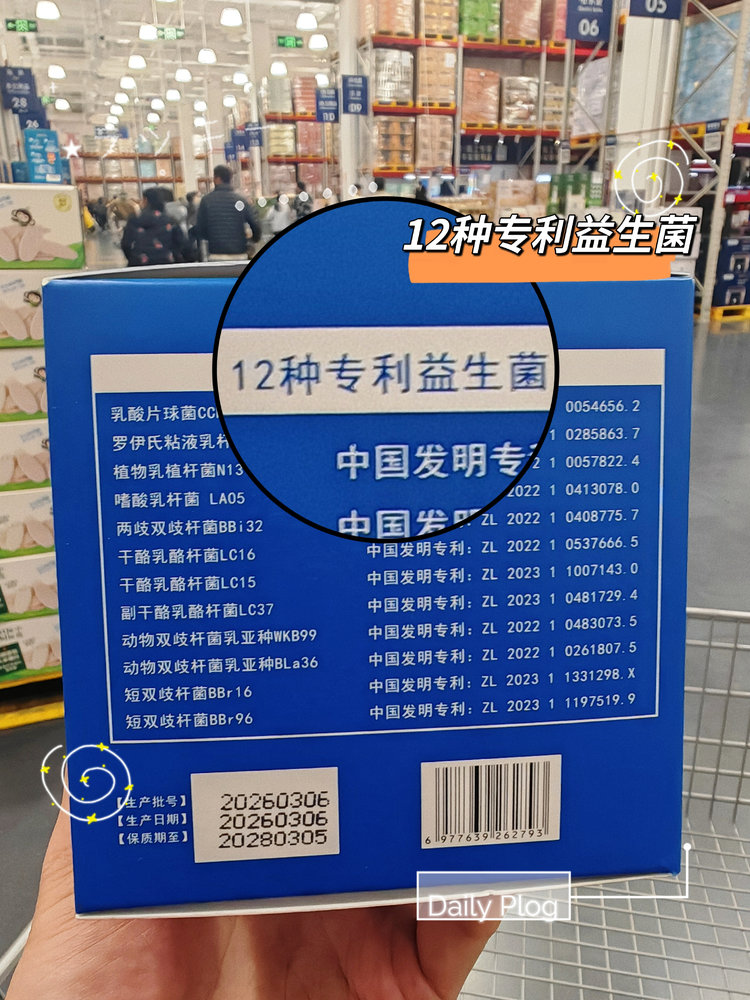 06
05
28
26
12种专利益生菌
12种专利益生菌
乳酸片球菌CC
0054656.2
罗伊氏粘液乳杆
1 0285863.7
植物乳植杆菌N13
中国发明专
2 1 0057822.4
嗜酸乳杆菌 LA05
2022 1 0413078.0
两歧双歧杆菌BBi32
中国发明
ZL 2022 1 0408775.7
干酪乳酪杆菌LC16
中国发明专利: ZL 2022 1 0537666.5
干酪乳酪杆菌LC15
中国发明专利: ZL 2023 1 1007143.0
副干酪乳酪杆菌LC37
中国发明专利: ZL 2023 1 0481729.4
动物双歧杆菌乳亚种WKB99
中国发明专利: ZL 2022 1 0483073.5
动物双歧杆菌乳亚种BLa36
中国发明专利: ZL 2022 1 0261807.5
短双歧杆菌BBr16
中国发明专利: ZL 2023 1 1331298.X
短双歧杆菌BBr96
中国发明专利: ZL 2023 1 1197519.9
【生产批号】 20260306
【生产日期】 20260306
【保质期至】 20280305
6 977639 262793
Daily Plog